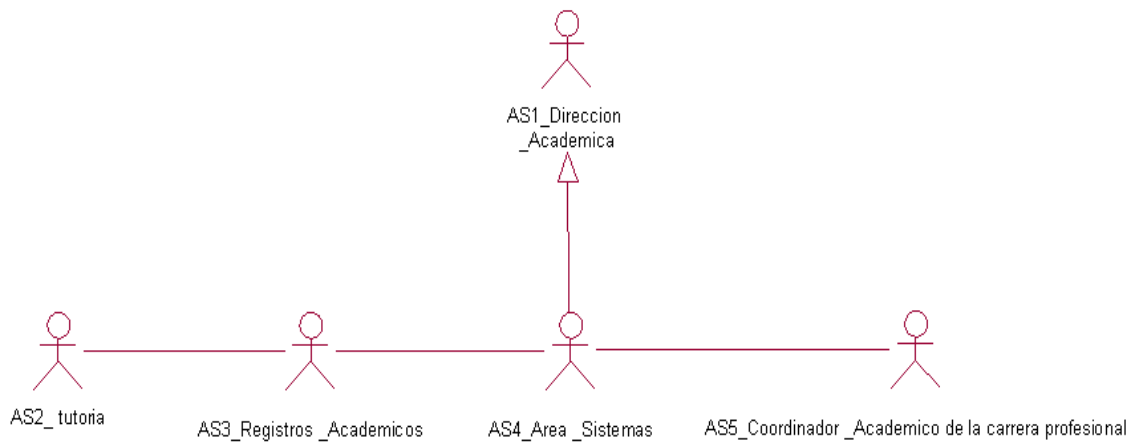 AS1_Direccion
_Academica
AS2_ tutoria
AS3_Registros _Academicos
AS4_Area _Sistemas
AS5_Coordinador _Academico de la carrera profesional